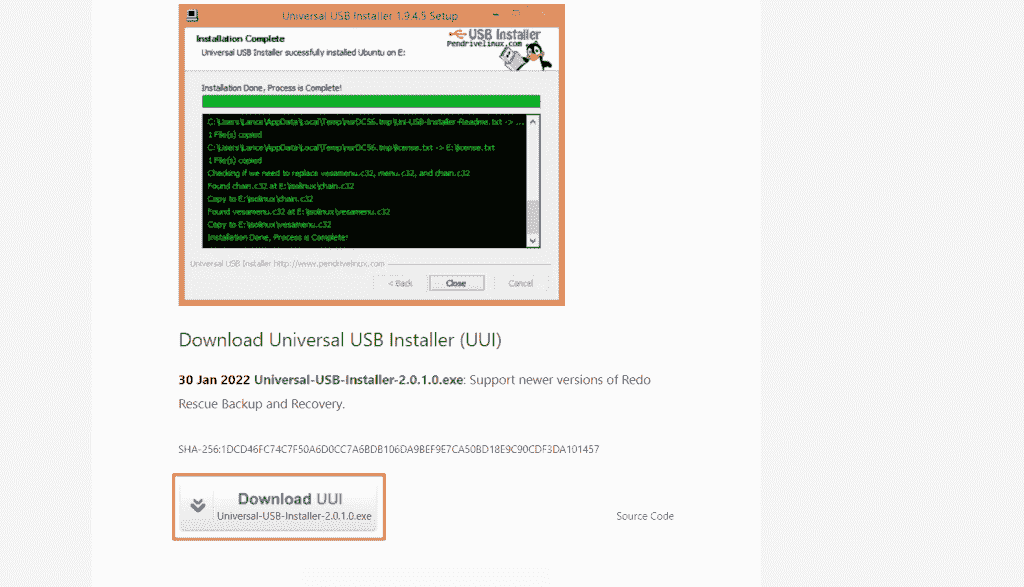 Universal USB Installer 1.9.4.5 Setup
Installation Complete
Universal USB Installer sucessfully installed Ubuntu on E:
USB Installer
Pendrivelinux.com
Installation Done, Process is Complete!
C:\Users\Lance\AppData\Local\Temp\nsrDC56.tmp\Uni-USB-Installer-Readme.txt -> ...
1 File(s) copied
C:\Users\Lance\AppData\Local\Temp\nsrDC56.tmp\license.txt -> E:\license.txt
1 File(s) copied
Checking if we need to replace vesamenu.c32, menu.c32, and chain.c32
Found chain.c32 at E:\isolinux\chain.c32
Copy to E:\isolinux\chain.c32
Found vesamenu.c32 at E:\isolinux\vesamenu.c32
Copy to E:\isolinux\vesamenu.c32
Installation Done, Process is Complete!
Universal USB Installer http://www.pendrivelinux.com
< Back Close Cancel
Download Universal USB Installer (UUI)
30 Jan 2022 Universal-USB-Installer-2.0.1.0.exe: Support newer versions of Redo
Rescue Backup and Recovery.
SHA-256:1DCD46FC74C7F50A6D0CC7A6BDB106DA9BEF9E7CA50BD18E9C90CDF3DA101457
Download UUI
Universal-USB-Installer-2.0.1.0.exe
Source Code